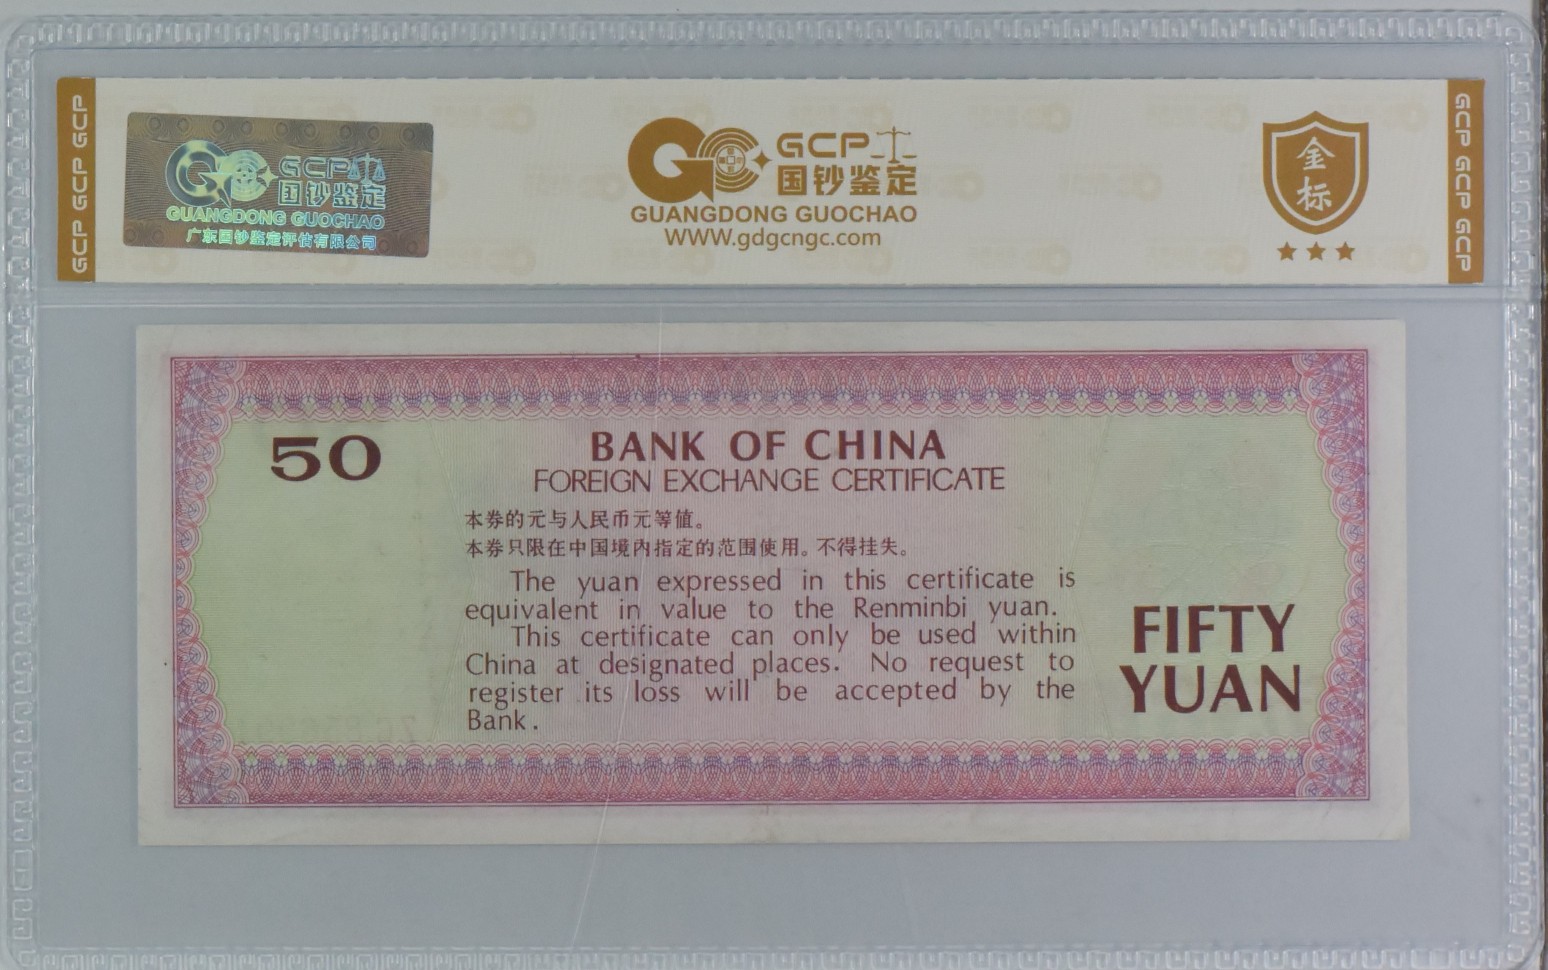 GCP GCP GCP
GCP
国钞鉴定
GUANGDONG GUOCHAO
广东国钞鉴定评估有限公司
GCP
国钞鉴定
GUANGDONG GUOCHAO
WWW.gdgcngc.com
金
标
GCP GCP GCP
50
BANK OF CHINA
FOREIGN EXCHANGE CERTIFICATE
本券的元与人民币元等值。
本券只限在中国境内指定的范围使用。不得挂失。
The yuan expressed in this certificate is
equivalent in value to the Renminbi yuan.
This certificate can only be used within
China at designated places. No request to
register its loss will be accepted by the
Bank.
FIFTY
YUAN